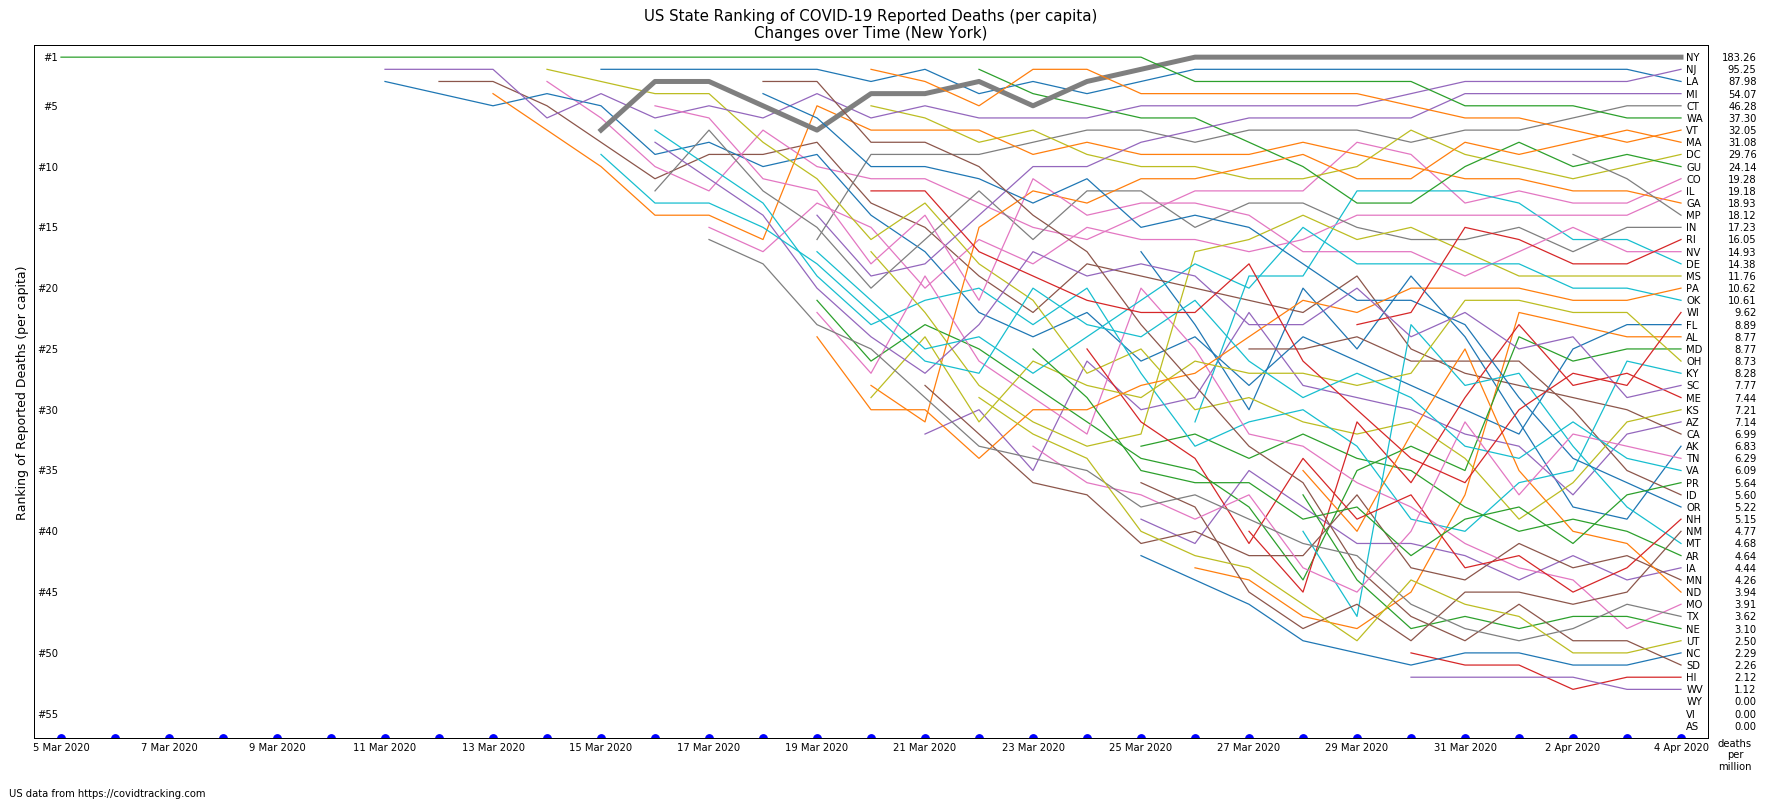 US State Ranking of COVID-19 Reported Deaths (per capita)
Changes over Time (New York)
Ranking of Reported Deaths (per capita)
#1
#5
#10
#15
#20
#25
#30
#35
#40
#45
#50
#55
NY 183.26
NJ 95.25
LA 87.98
MI 54.07
CT 46.28
WA 37.30
VT 32.05
MA 31.08
DC 29.76
GU 24.14
CO 19.28
IL 19.18
GA 18.93
MP 18.12
IN 17.23
RI 16.05
NV 14.93
DE 14.38
MS 11.76
PA 10.62
OK 10.61
WI 9.62
FL 8.89
AL 8.77
MD 8.77
OH 8.73
KY 8.28
SC 7.77
ME 7.44
KS 7.21
AZ 7.14
CA 6.99
AK 6.83
TN 6.29
VA 6.09
PR 5.64
ID 5.60
OR 5.22
NH 5.15
NM 4.77
MT 4.68
AR 4.64
IA 4.44
MN 4.26
ND 3.94
MO 3.91
TX 3.62
NE 3.10
UT 2.50
NC 2.29
SD 2.26
HI 2.12
WV 1.12
WY 0.00
VI 0.00
AS 0.00
5 Mar 2020 7 Mar 2020 9 Mar 2020 11 Mar 2020 13 Mar 2020 15 Mar 2020 17 Mar 2020 19 Mar 2020 21 Mar 2020 23 Mar 2020 25 Mar 2020 27 Mar 2020 29 Mar 2020 31 Mar 2020 2 Apr 2020 4 Apr 2020
deaths
per
million
US data from https://covidtracking.com